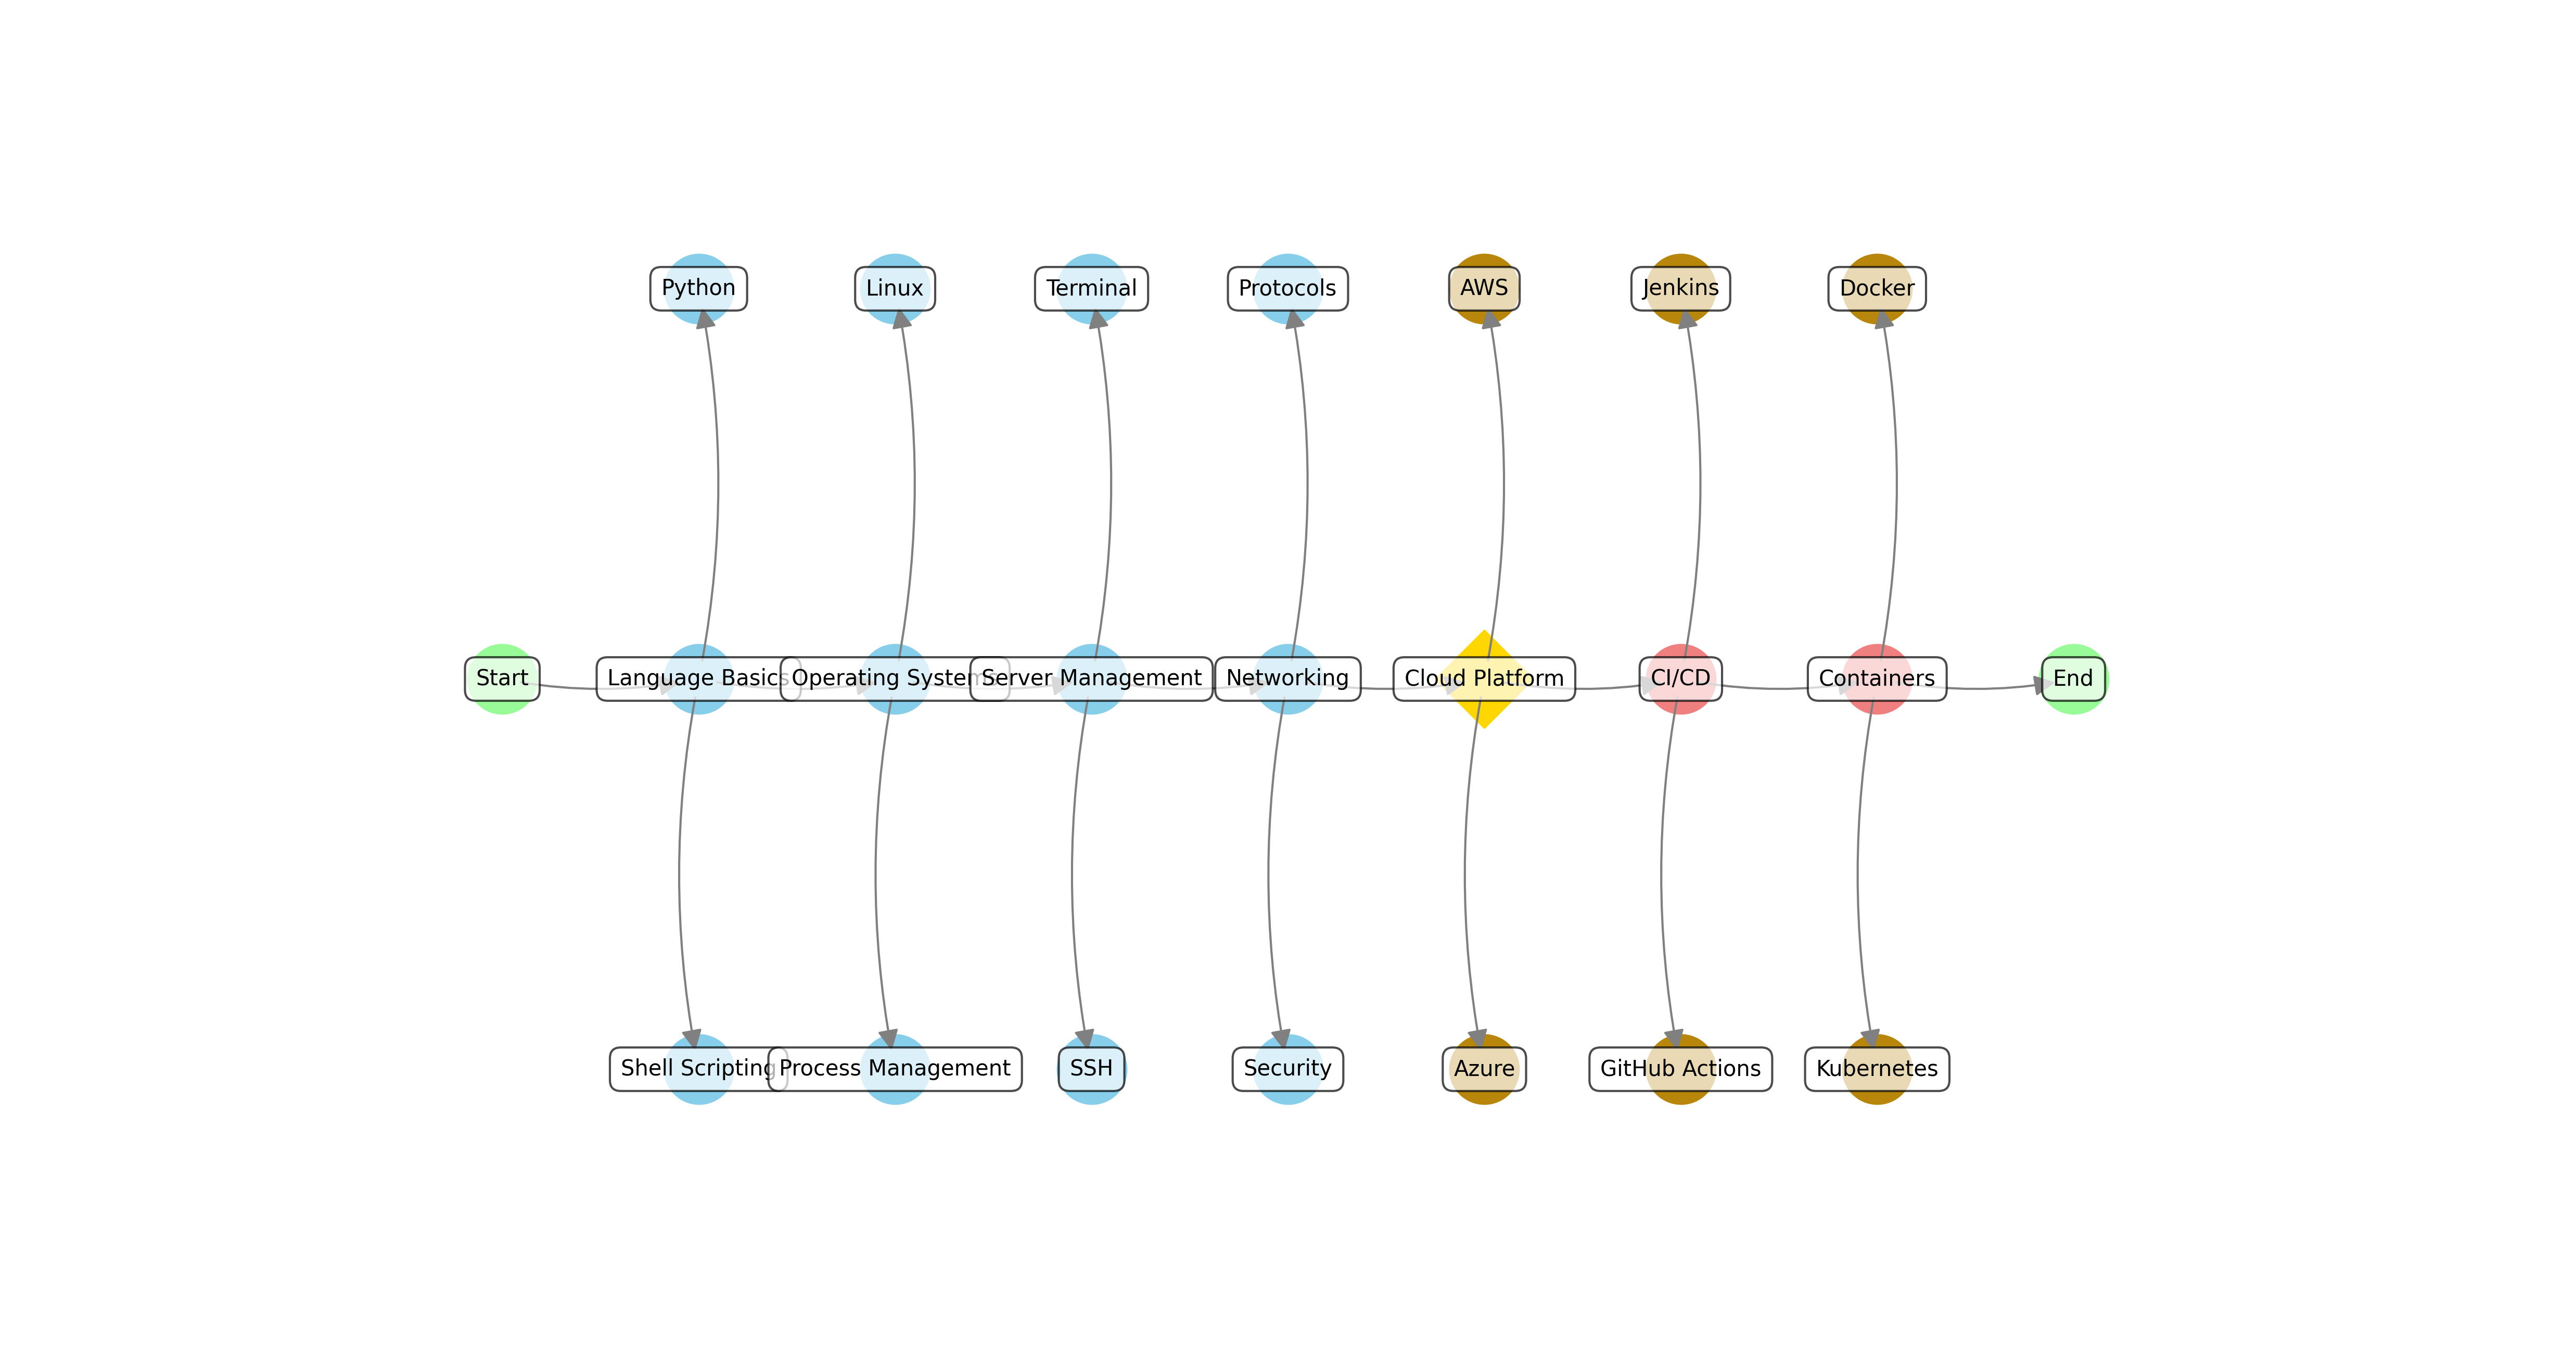 Python
Linux
Terminal
Protocols
AWS
Jenkins
Docker
Start
Language Basics
Operating Systems
Server Management
Networking
Cloud Platform
CI/CD
Containers
End
Shell Scripting
Process Management
SSH
Security
Azure
GitHub Actions
Kubernetes